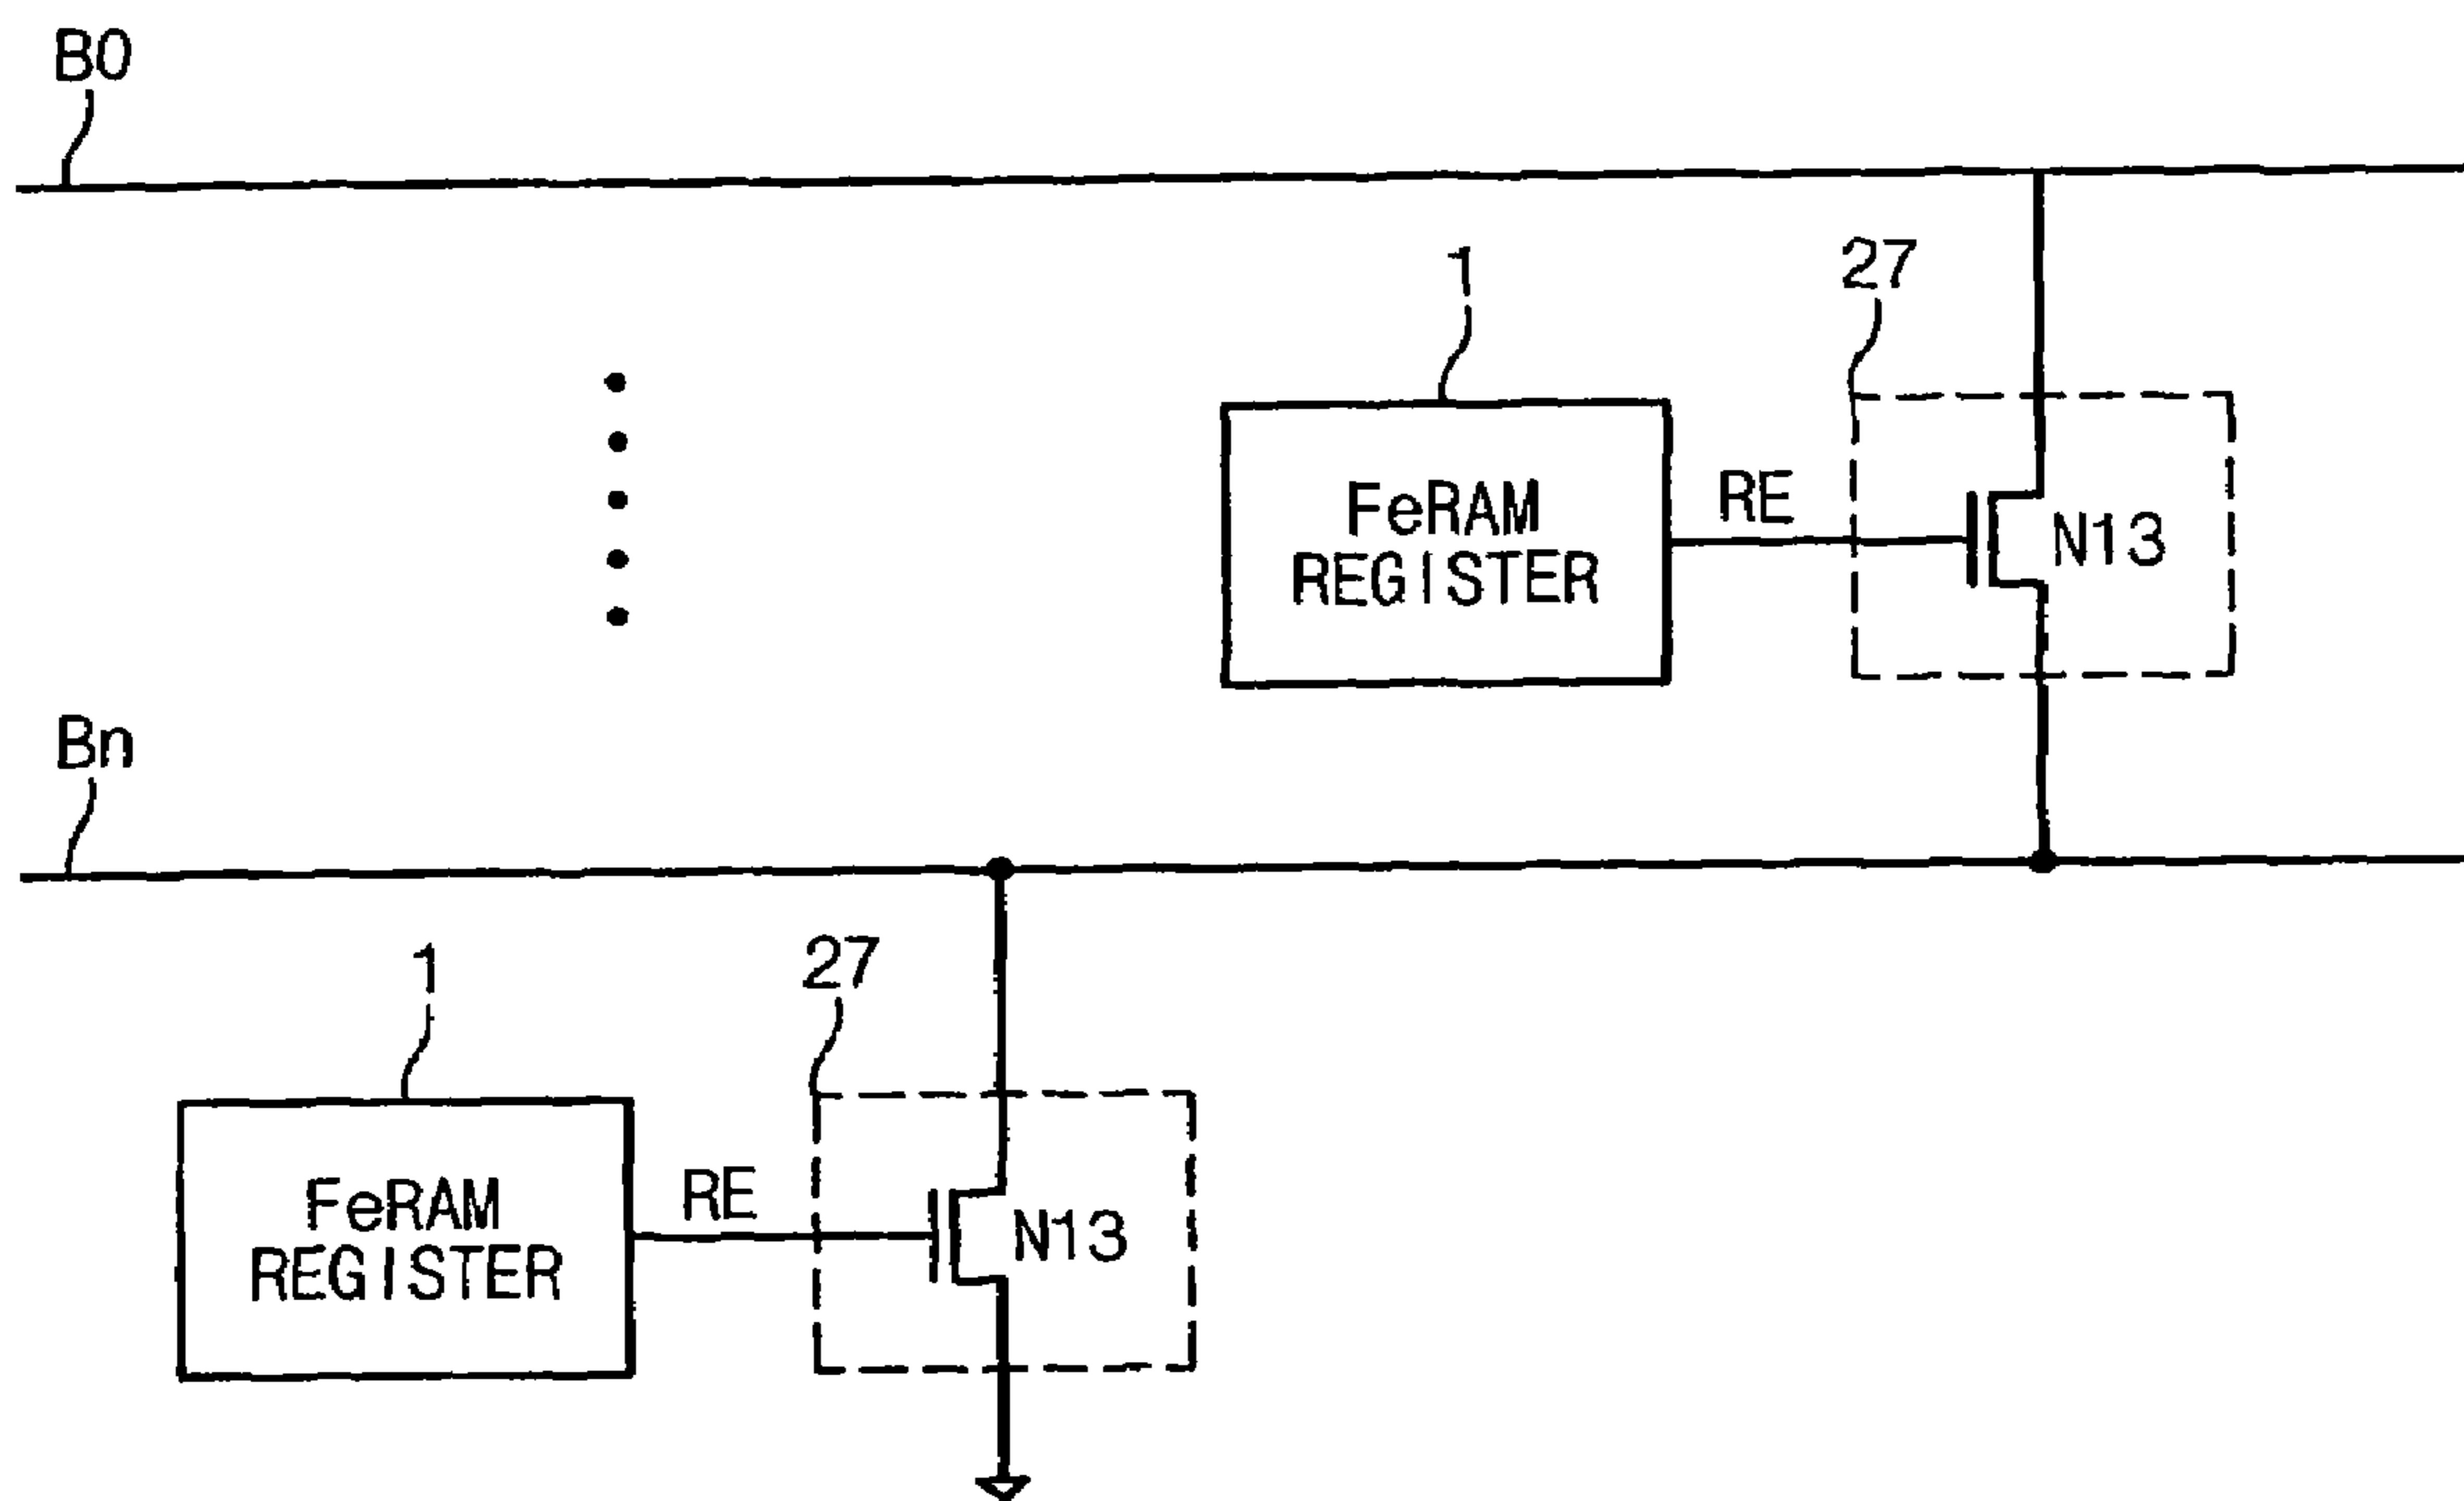 B0
1
27
FeRAM
REGISTER
RE
N13
Bn
1
27
FeRAM
REGISTER
RE
N13